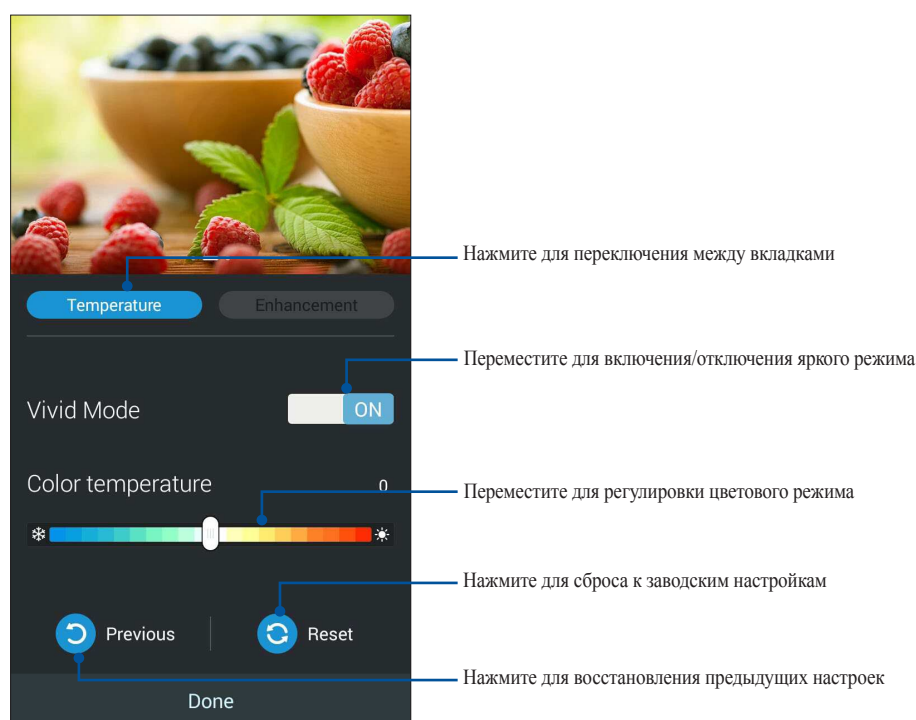 Нажмите для переключения между вкладками
Temperature
Enhancement
Переместите для включения/отключения яркого режима
Vivid Mode
ON
Color temperature
0
Переместите для регулировки цветового режима
Нажмите для сброса к заводским настройкам
Previous
Reset
Нажмите для восстановления предыдущих настроек
Done